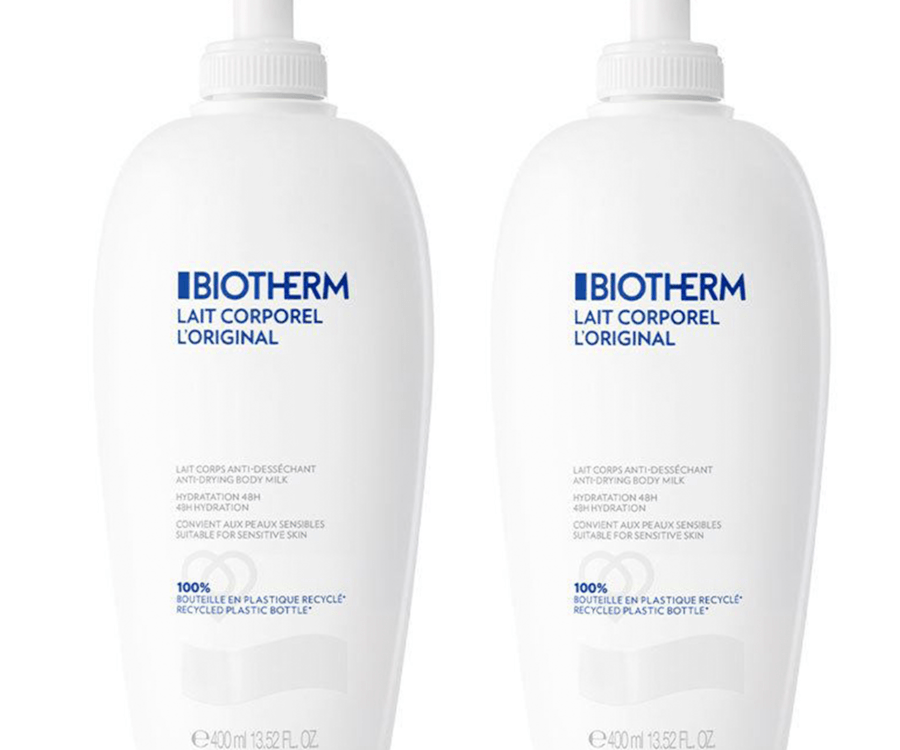 BIOTHERM
LAIT CORPOREL
L'ORIGINAL
LAIT CORPS ANTI-DESSÉCHANT
ANTI-DRYING BODY MILK
HYDRATATION 48H
48H HYDRATION
CONVIENT AUX PEAUX SENSIBLES
SUITABLE FOR SENSITIVE SKIN
100%
BOUTEILLE EN PLASTIQUE RECYCLÉ*
RECYCLED PLASTIC BOTTLE*
℮400 ml 13.52 FL. OZ.
BIOTHERM
LAIT CORPOREL
L'ORIGINAL
LAIT CORPS ANTI-DESSÉCHANT
ANTI-DRYING BODY MILK
HYDRATATION 48H
48H HYDRATION
CONVIENT AUX PEAUX SENSIBLES
SUITABLE FOR SENSITIVE SKIN
100%
BOUTEILLE EN PLASTIQUE RECYCLÉ*
RECYCLED PLASTIC BOTTLE*
℮400 ml 13.52 FL. OZ.